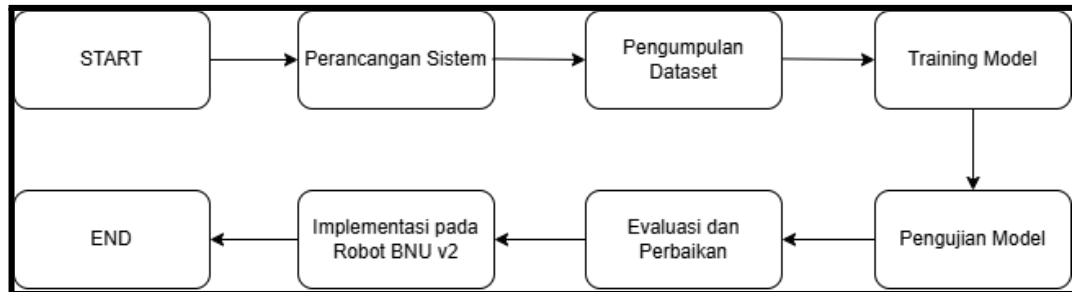 START
Perancangan Sistem
Pengumpulan
Dataset
Training Model
Pengujian Model
Evaluasi dan
Perbaikan
Implementasi pada
Robot BNU v2
END